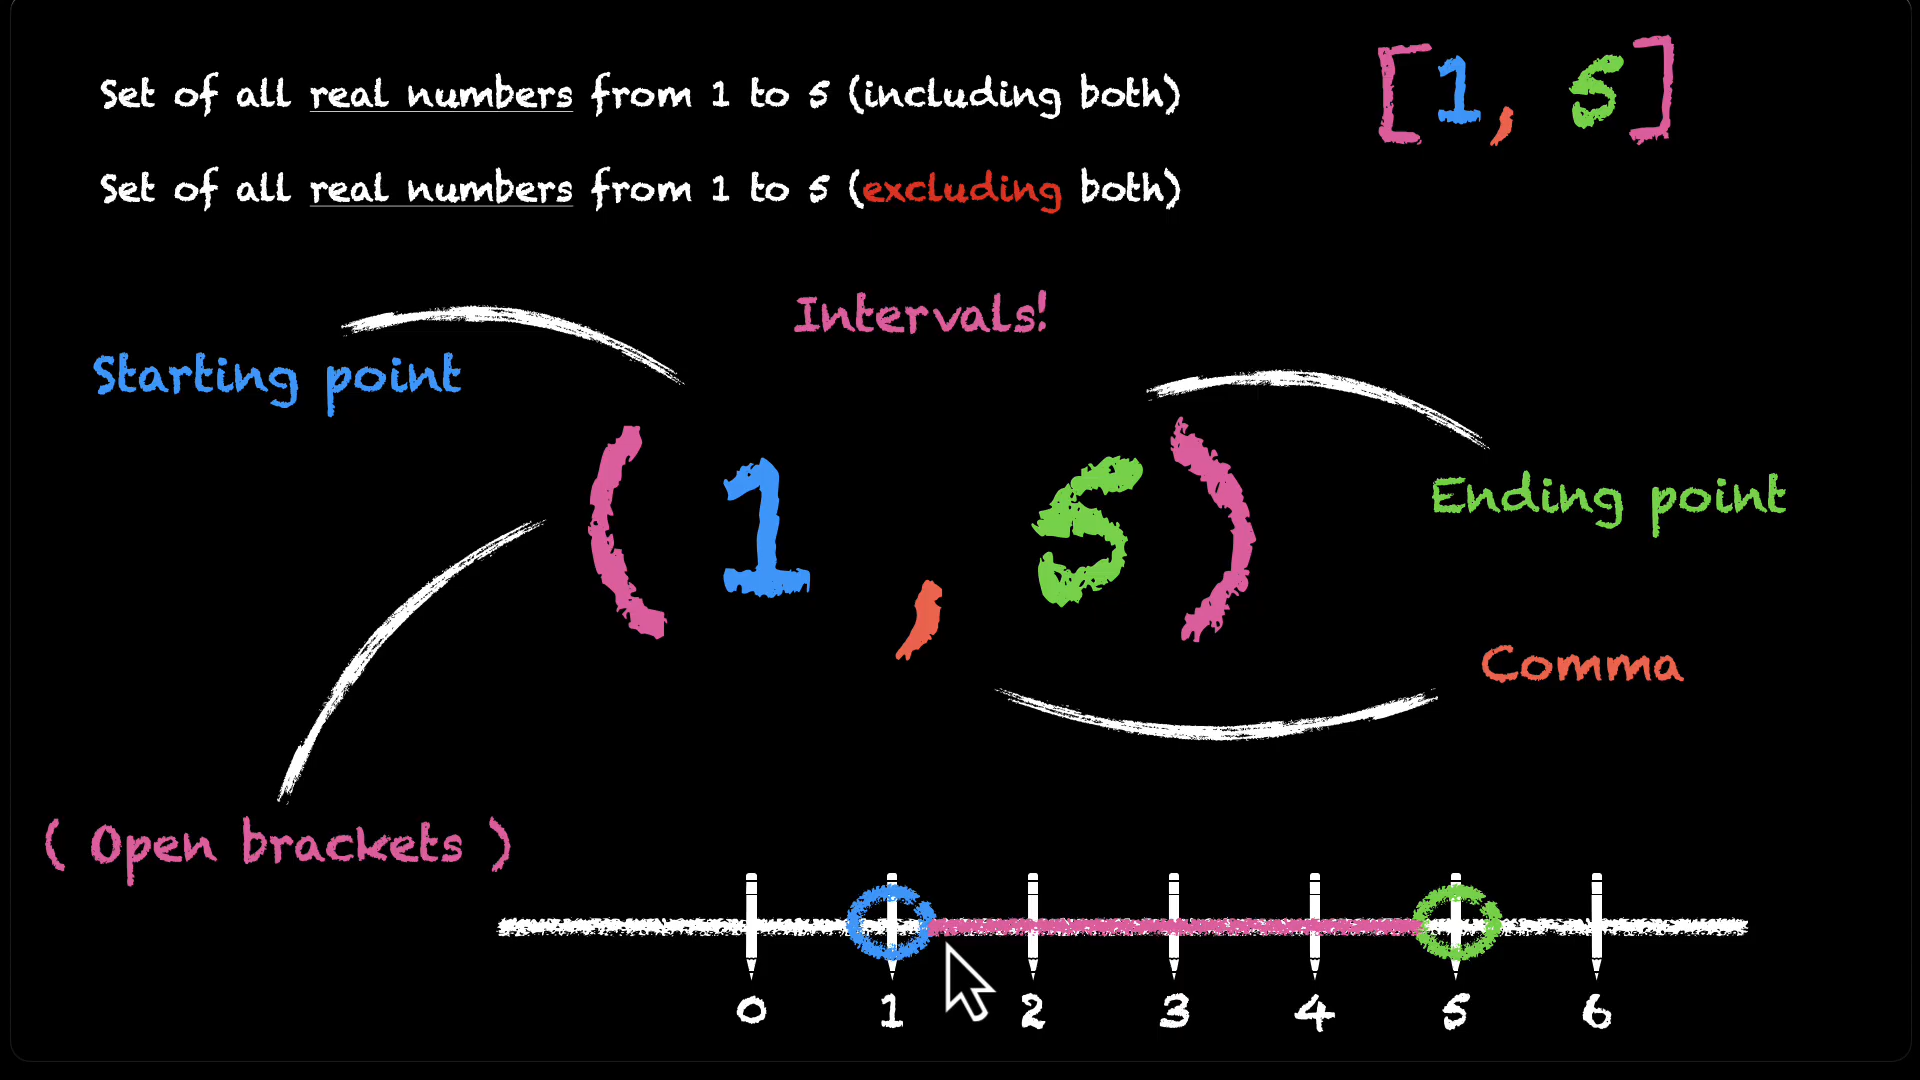 Set of all real numbers from 1 to 5 (including both)
[1, 5]
Set of all real numbers from 1 to 5 (excluding both)
Intervals!
Starting point
(1, 5)
Ending point
Comma
( Open brackets )
0 1 2 3 4 5 6